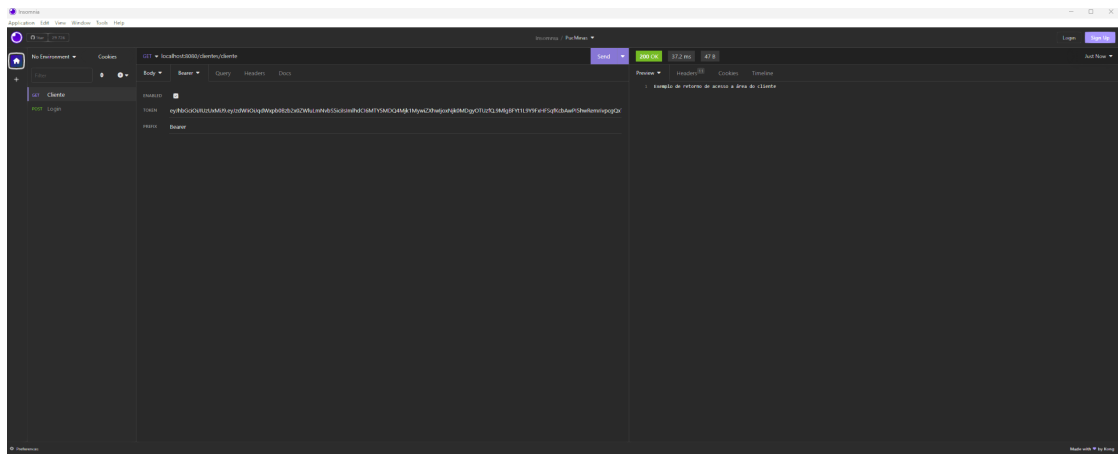 Insomnia
Application Edit View Window Tools Help
Insomnia / Puc Minas
Login Sign Up
No Environment Cookies
GET localhost:8080/clientes/cliente Send
200 OK 37.2 ms 47 B Just Now
Filter
Body Bearer Query Headers Docs
Preview Headers Cookies Timeline
GET Cliente
POST Login
ENABLED
TOKEN
PREFIX Bearer
1 Exemplo de retorno de acesso a área do cliente
Preferences
Made with by Kong